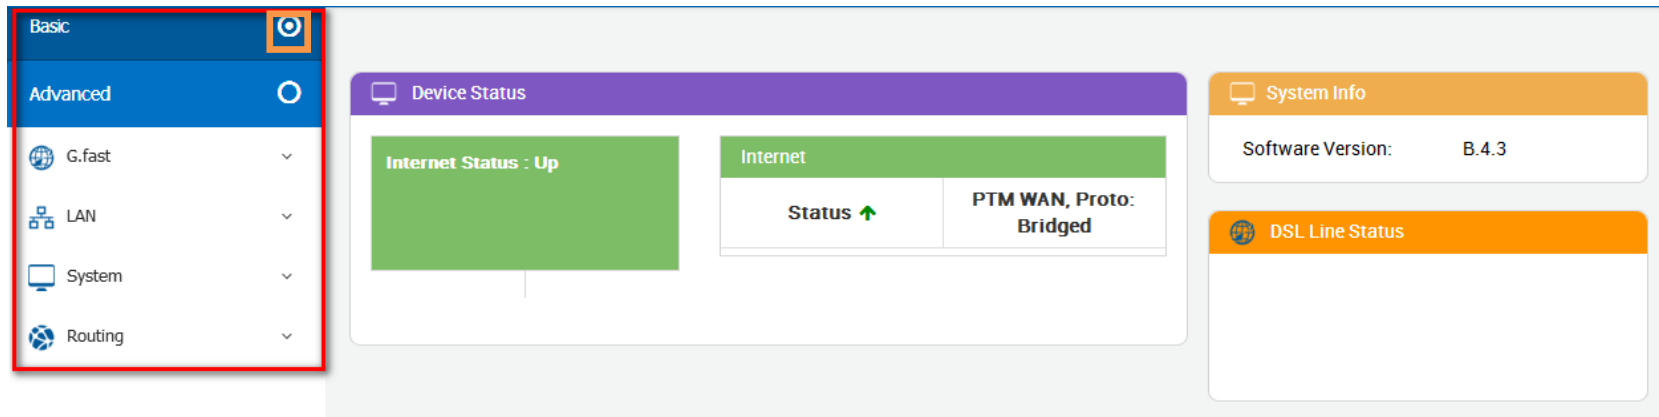 Basic
Advanced
G.fast
LAN
System
Routing
Device Status
Internet Status : Up
Internet
Status
PTM WAN, Proto:
Bridged
System Info
Software Version: B.4.3
DSL Line Status